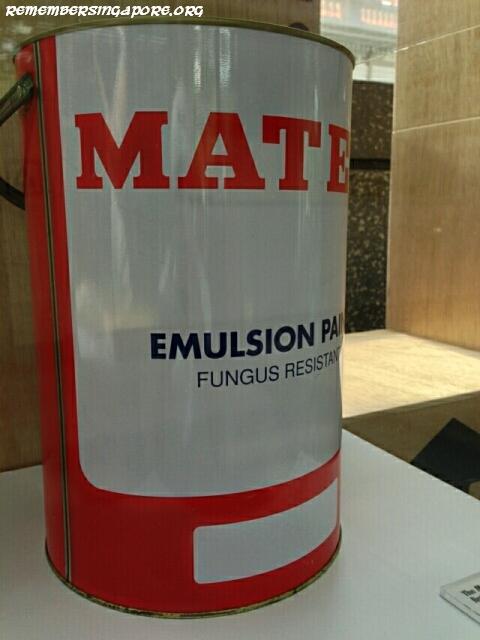 REMEMBERSINGAPORE.ORG
MATE
EMULSION PAI
FUNGUS RESISTAN